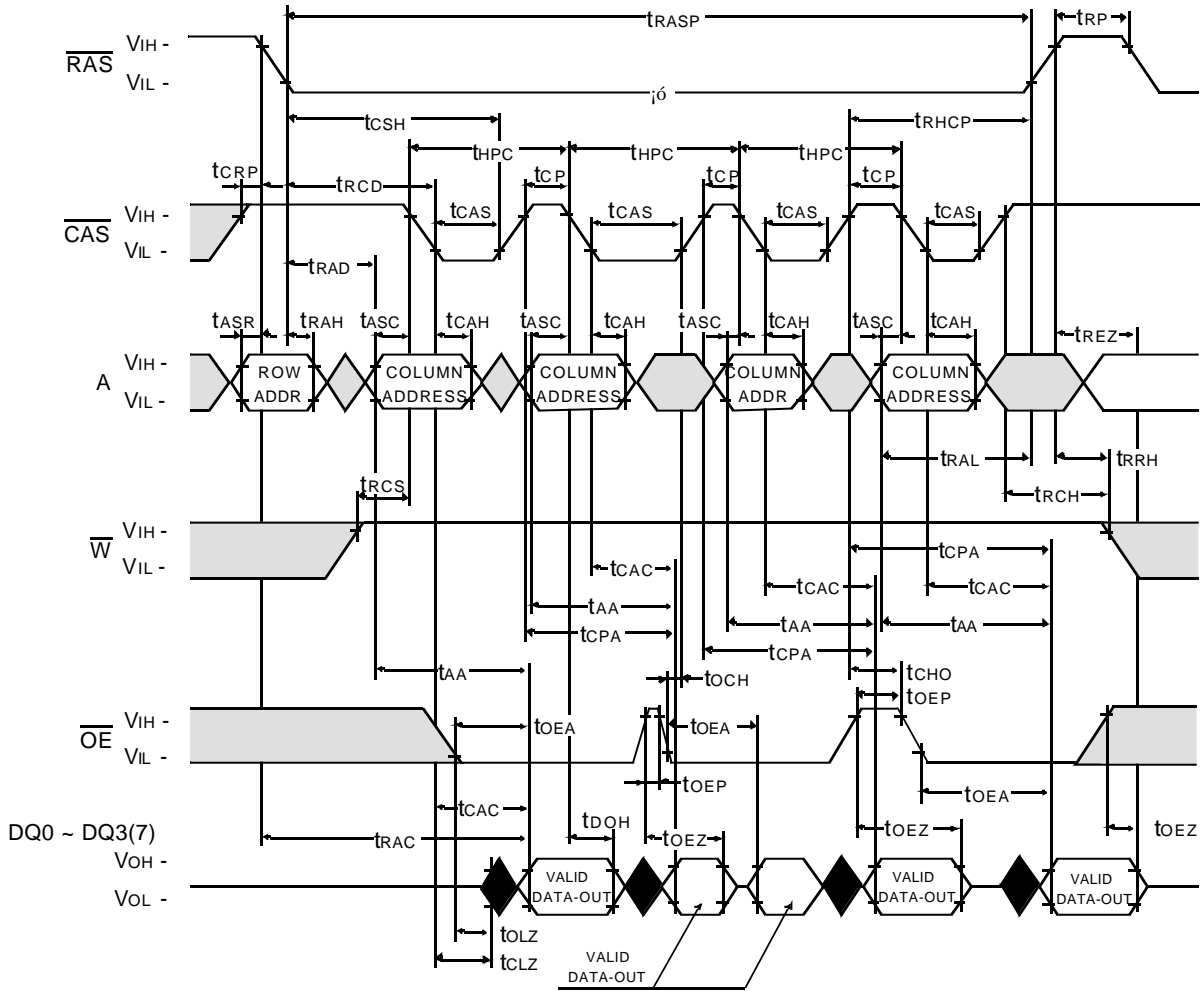 tRASP
tRP
VIH -
RAS
VIL -
¡ó
tCSH
tRHCP
tHPC
tHPC
tHPC
tCRP
tRCD
tCP
tCP
tCP
VIH -
CAS
VIL -
tCAS
tCAS
tCAS
tCAS
tRAD
tASR
tRAH
tASC
tCAH
tASC
tCAH
tASC
tCAH
tASC
tCAH
tREZ
VIH -
A
VIL -
ROW
ADDR
COLUMN
ADDRESS
COLUMN
ADDRESS
COLUMN
ADDR
COLUMN
ADDRESS
tRAL
tRRH
tRCS
tRCH
VIH -
W
VIL -
tCPA
tCAC
tCAC
tCAC
tAA
tAA
tAA
tCPA
tCPA
tAA
tOCH
tCHO
tOEP
VIH -
OE
VIL -
tOEA
tOEA
tOEP
tOEA
tCAC
DQ0 ~ DQ3(7)
tRAC
tDOH
tOEZ
tOEZ
tOEZ
VOH -
VOL -
VALID
DATA-OUT
VALID
DATA-OUT
VALID
DATA-OUT
tOLZ
tCLZ
VALID
DATA-OUT